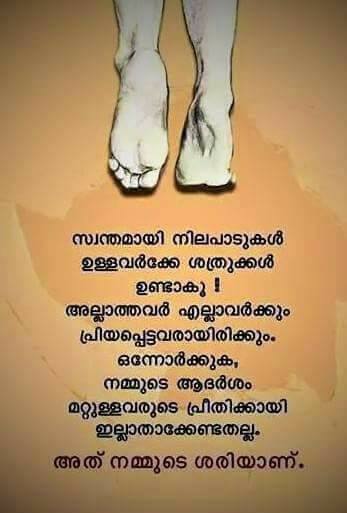 സ്വന്തമായി നിലപാടുകൾ
ഉള്ളവർക്കേ ശത്രുക്കൾ
ഉണ്ടാകൂ !
അല്ലാത്തവർ എല്ലാവർക്കും
പ്രിയപ്പെട്ടവരായിരിക്കും.
ഒന്നോർക്കുക,
നമ്മുടെ ആദർശം
മറ്റുള്ളവരുടെ പ്രീതിക്കായി
ഇല്ലാതാക്കേണ്ടതല്ല.
അത് നമ്മുടെ ശരിയാണ്.